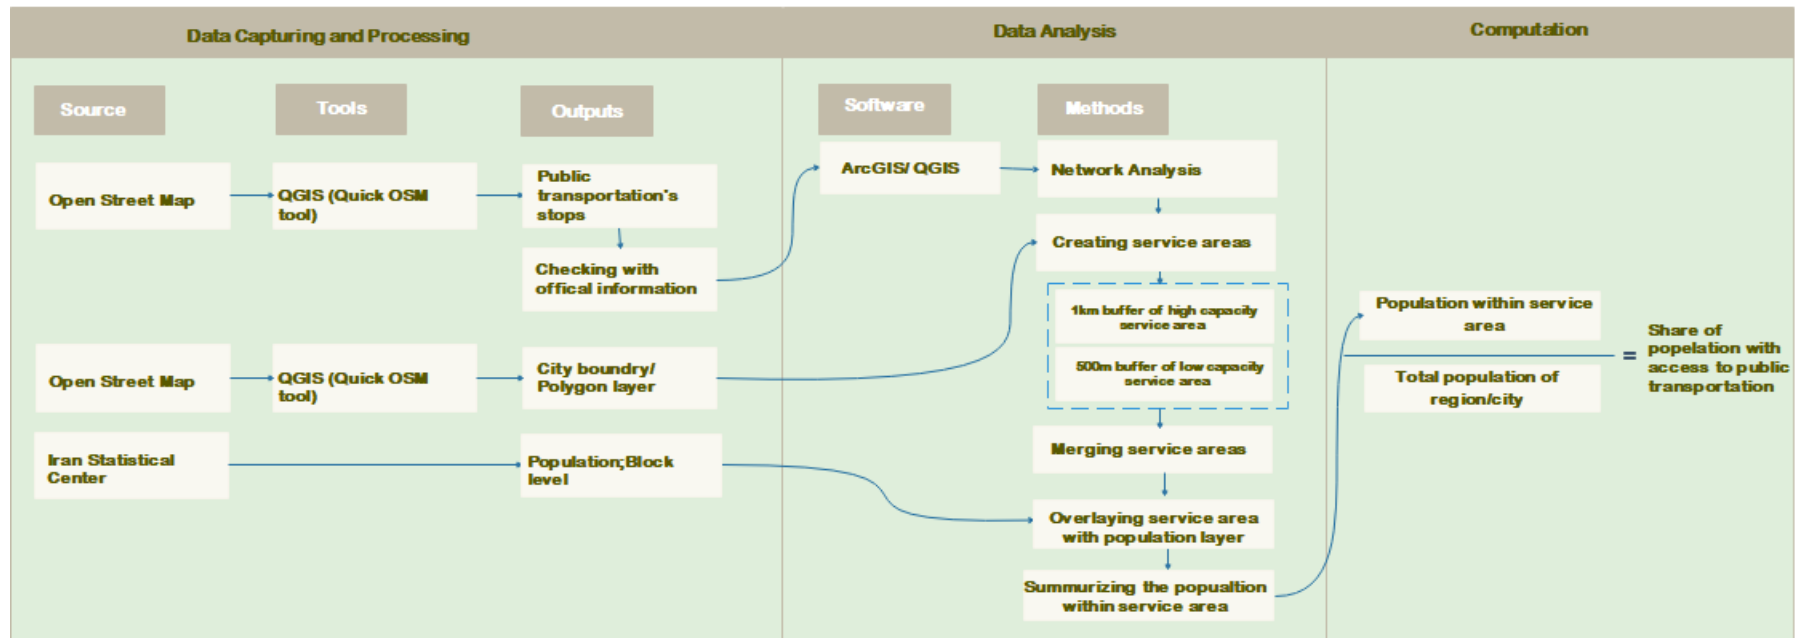 Data Capturing and Processing
Data Analysis
Computation
Source
Tools
Outputs
Software
Methods
Open Street Map
QGIS (Quick OSM
tool)
Public
transportation's
stops
Checking with
offical information
ArcGIS/ QGIS
Network Analysis
Creating service areas
1km buffer of high capacity
service area
500m buffer of low capacity
service area
Open Street Map
QGIS (Quick OSM
tool)
City boundry/
Polygon layer
Iran Statistical
Center
Population;Block
level
Merging service areas
Overlaying service area
with population layer
Summurizing the popualtion
within service area
Population within service
area
Total population of
region/city
=
Share of
popelation with
access to public
transportation